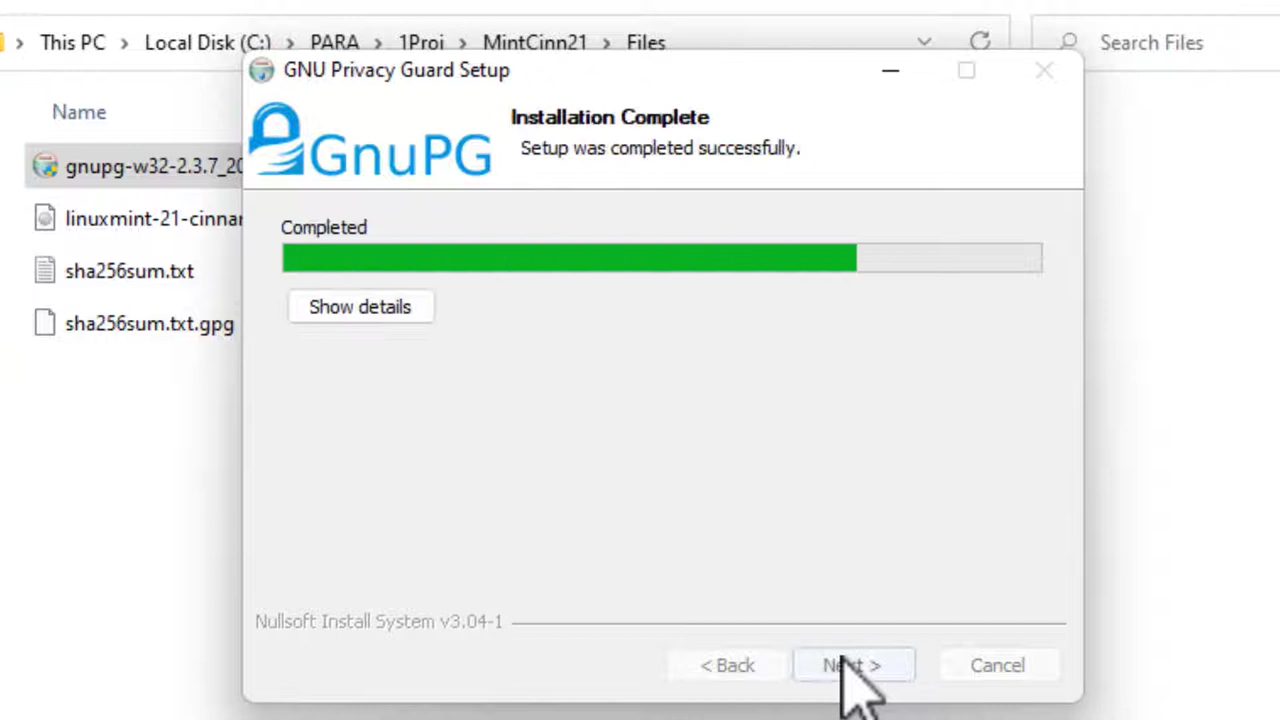 This PC > Local Disk (C:) > PARA > 1Proj > MintCinn21 > Files
Search Files
GNU Privacy Guard Setup
Name
GnuPG
Installation Complete
Setup was completed successfully.
gnupg-w32-2.3.7_20
linuxmint-21-cinnar
sha256sum.txt
sha256sum.txt.gpg
Completed
Show details
Nullsoft Install System v3.04-1
< Back
Next >
Cancel